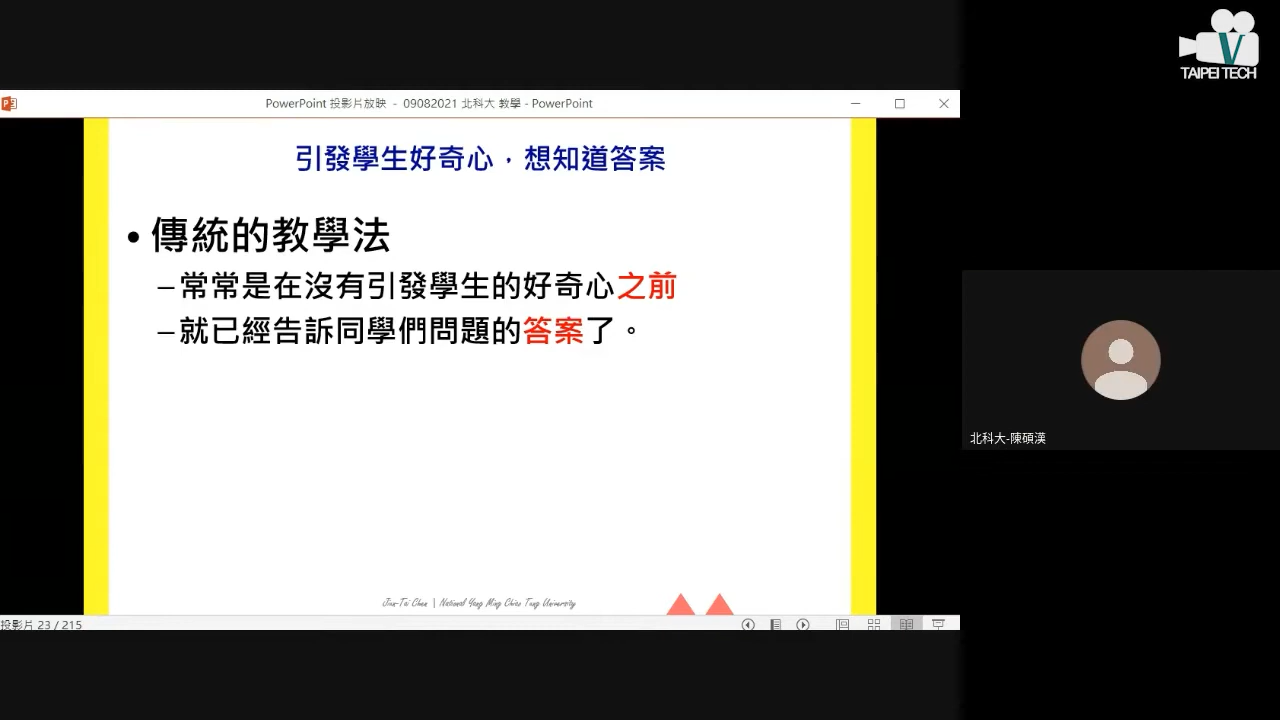 TAIPEI TECH
PowerPoint 投影片放映 - 09082021 北科大 教學 - PowerPoint
引發學生好奇心，想知道答案
• 傳統的教學法
–常常是在沒有引發學生的好奇心之前
–就已經告訴同學們問題的答案了。
北科大-陳碩漢
Jiun-Tai Chen | National Yang Ming Chiao Tung University
投影片 23 / 215